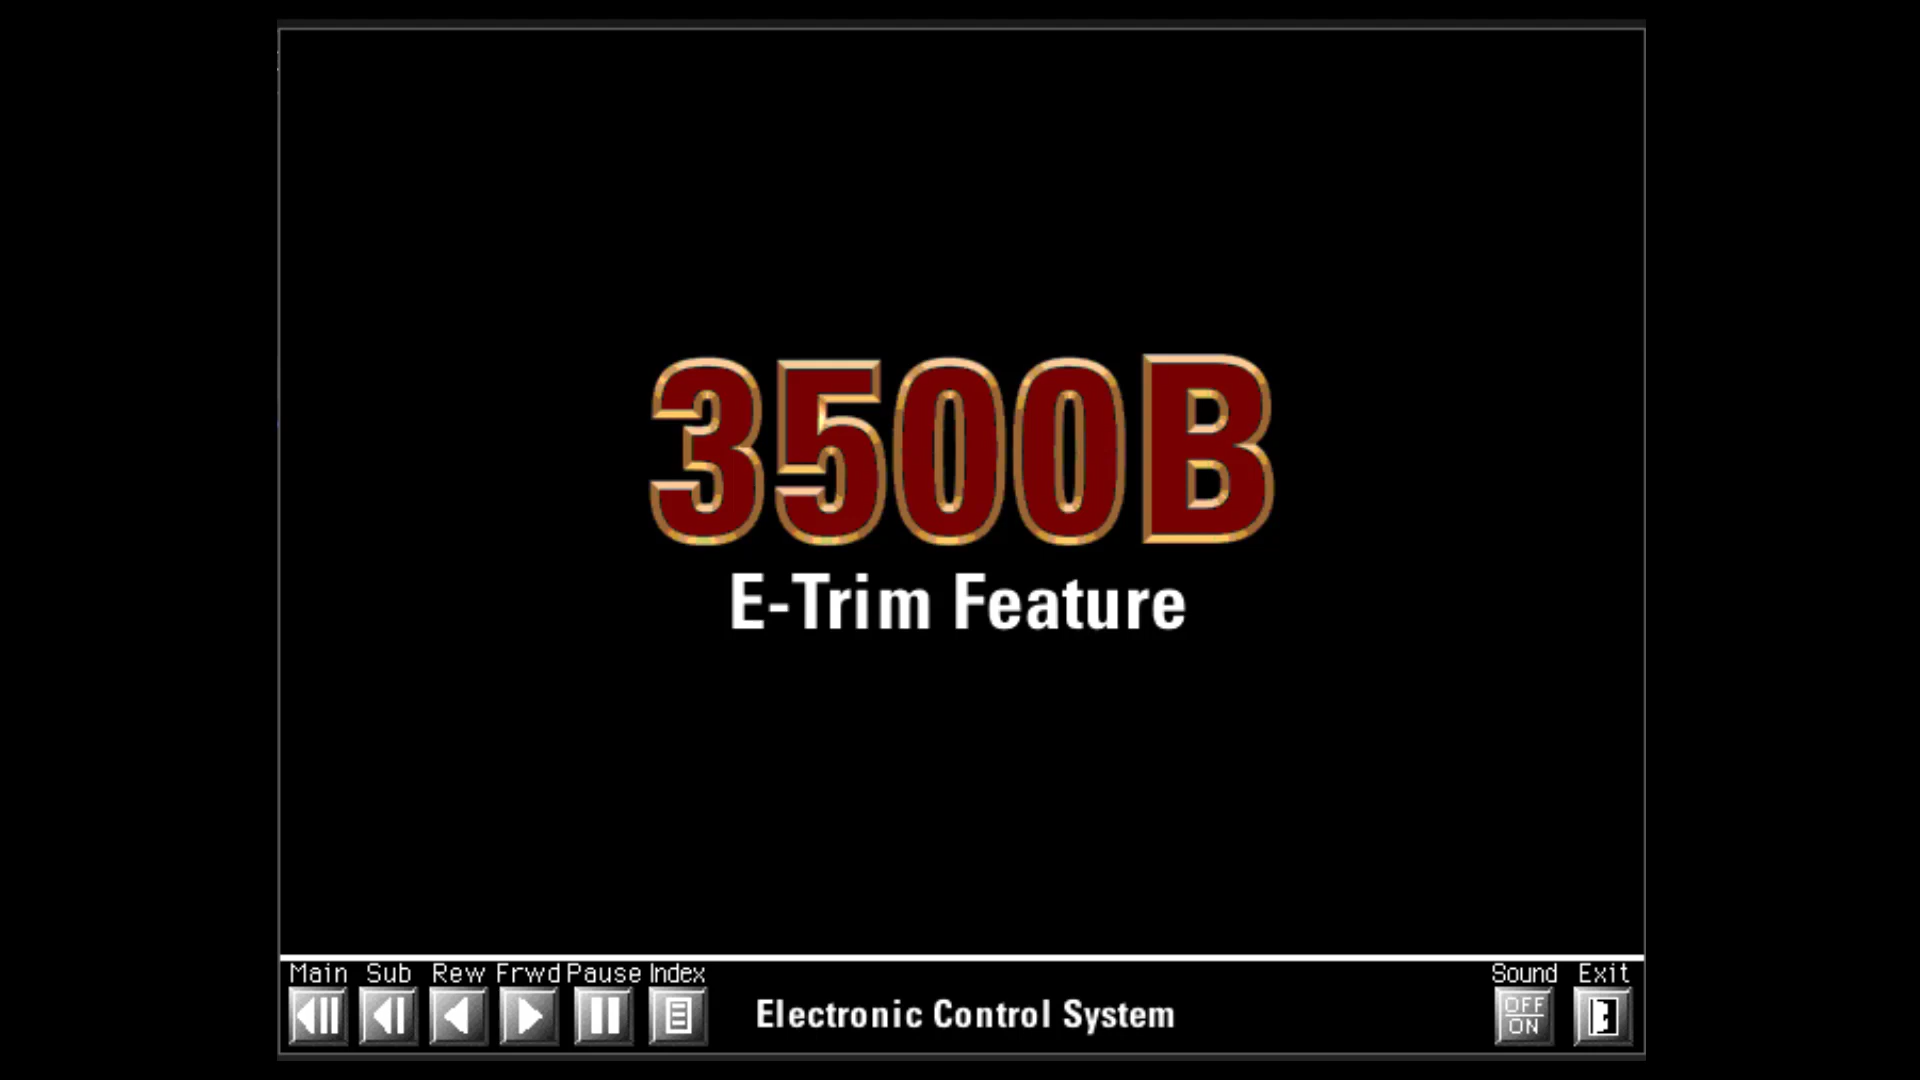 3500B
E-Trim Feature
Main Sub Rew Frwd Pause Index
Electronic Control System
Sound Exit
OFF
ON